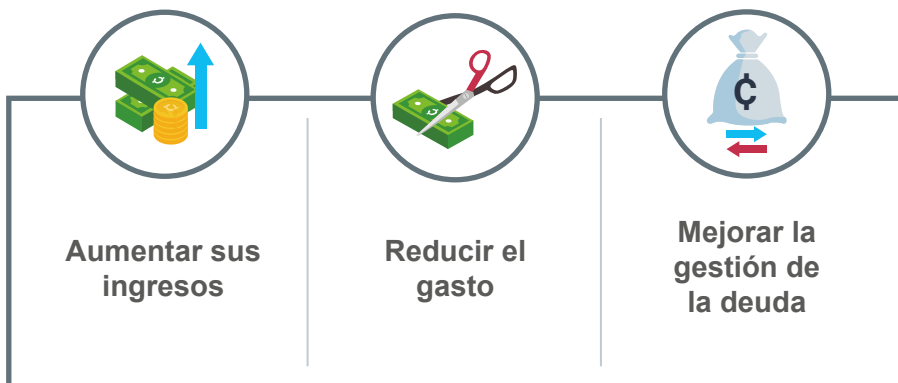 ₵
Aumentar sus
ingresos
Reducir el
gasto
Mejorar la
gestión de
la deuda